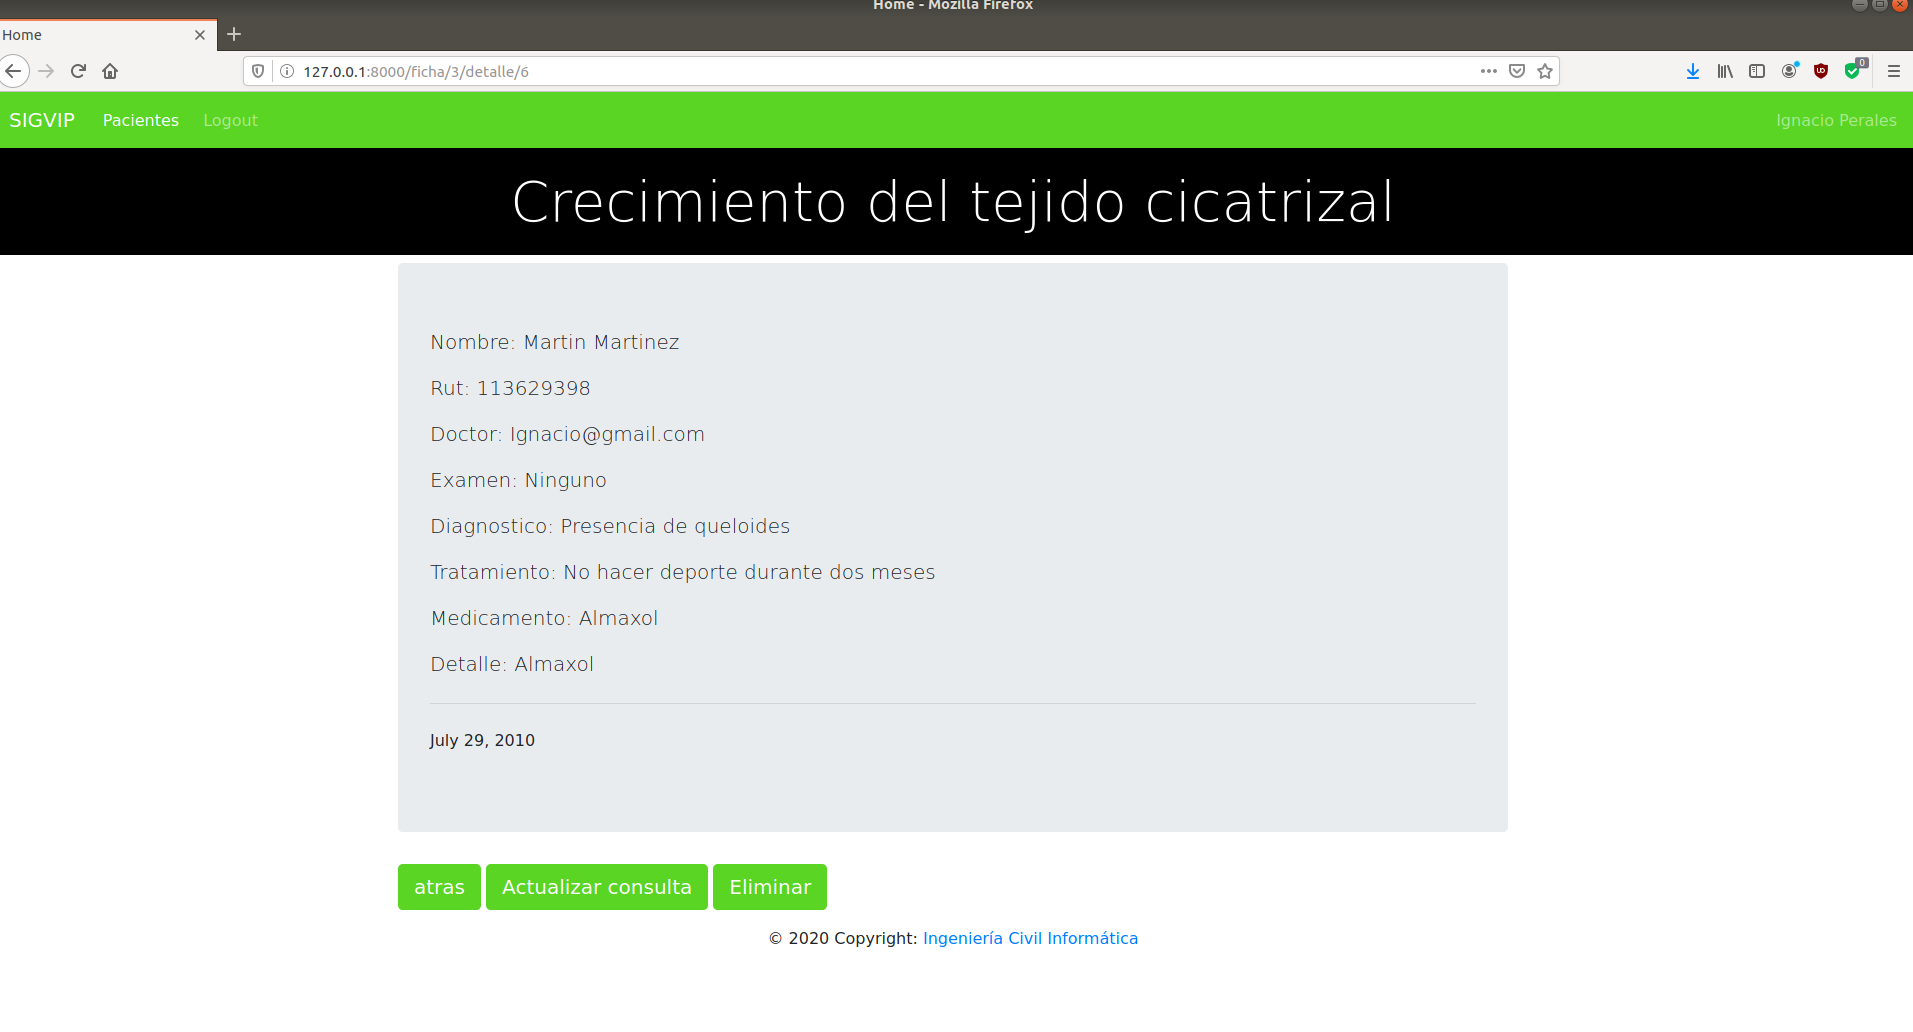 Home - Mozilla Firefox
Home
127.0.0.1:8000/ficha/3/detalle/6
0
SIGVIP Pacientes Logout Ignacio Perales
Crecimiento del tejido cicatrizal
Nombre: Martin Martinez
Rut: 113629398
Doctor: Ignacio@gmail.com
Examen: Ninguno
Diagnostico: Presencia de queloides
Tratamiento: No hacer deporte durante dos meses
Medicamento: Almaxol
Detalle: Almaxol
July 29, 2010
atras Actualizar consulta Eliminar
© 2020 Copyright: Ingeniería Civil Informática